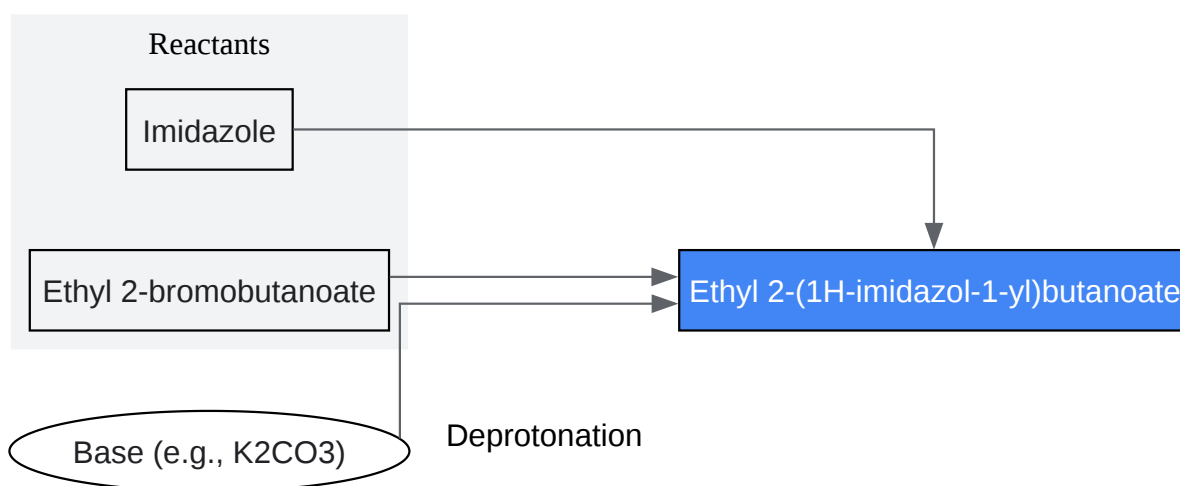 Reactants
Imidazole
Ethyl 2-bromobutanoate
Ethyl 2-(1H-imidazol-1-yl)butanoate
Base (e.g., K2CO3)
Deprotonation